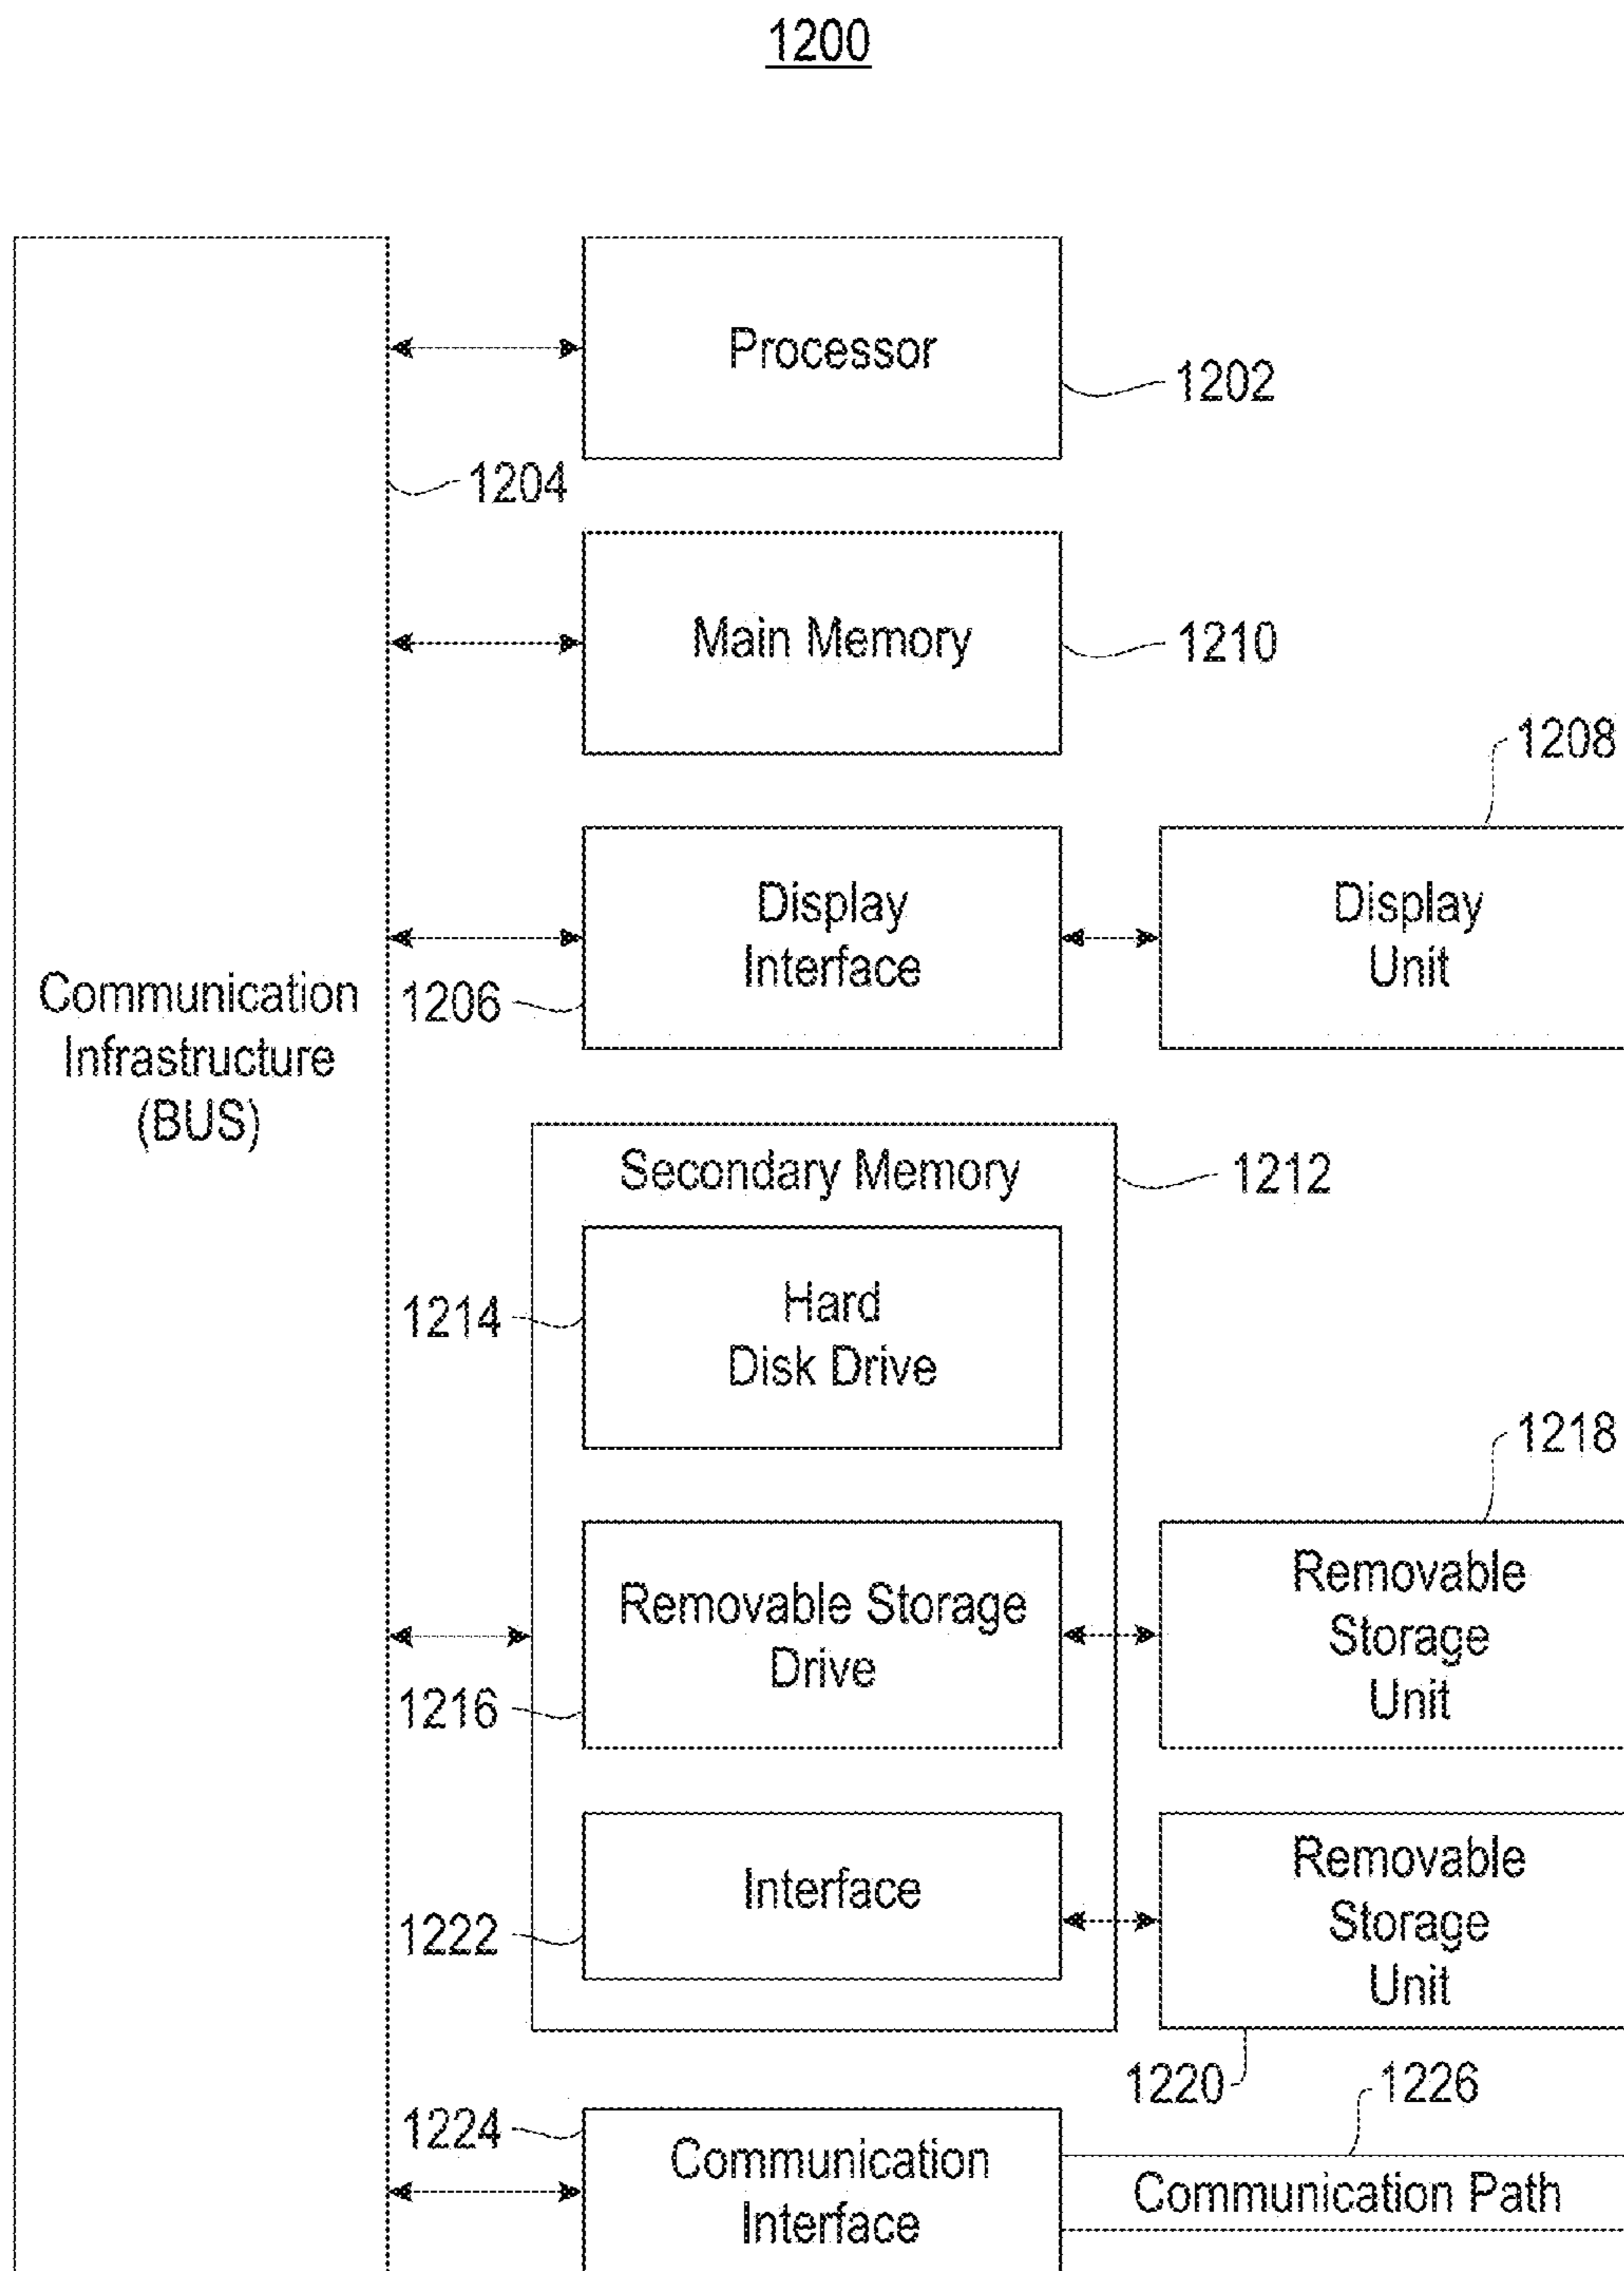 1200
Processor
1202
1204
Main Memory
1210
1208
Display
Interface
1206
Display
Unit
Communication
Infrastructure
(BUS)
Secondary Memory
1212
Hard
Disk Drive
1214
1218
Removable Storage
Drive
1216
Removable
Storage
Unit
Interface
1222
Removable
Storage
Unit
1220
1226
1224
Communication
Interface
Communication Path